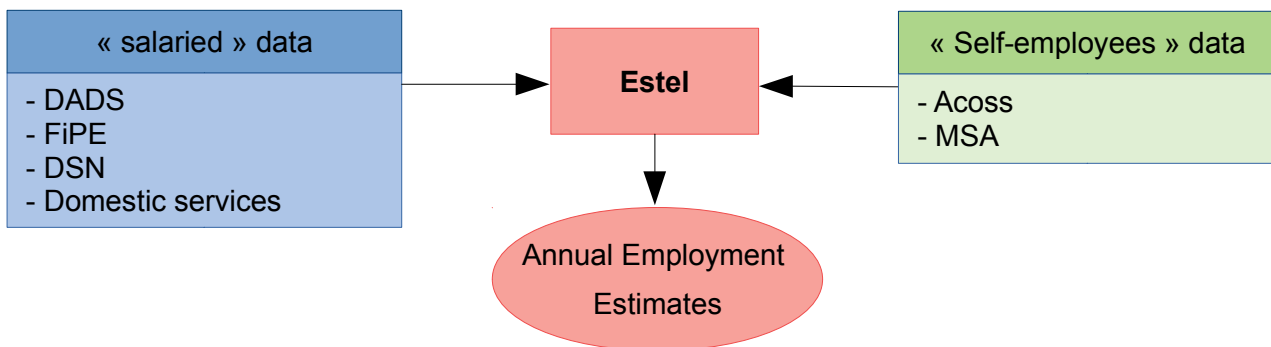 « salaried » data
- DADS
- FiPE
- DSN
- Domestic services
Estel
« Self-employees » data
- Acoss
- MSA
Annual Employment
Estimates